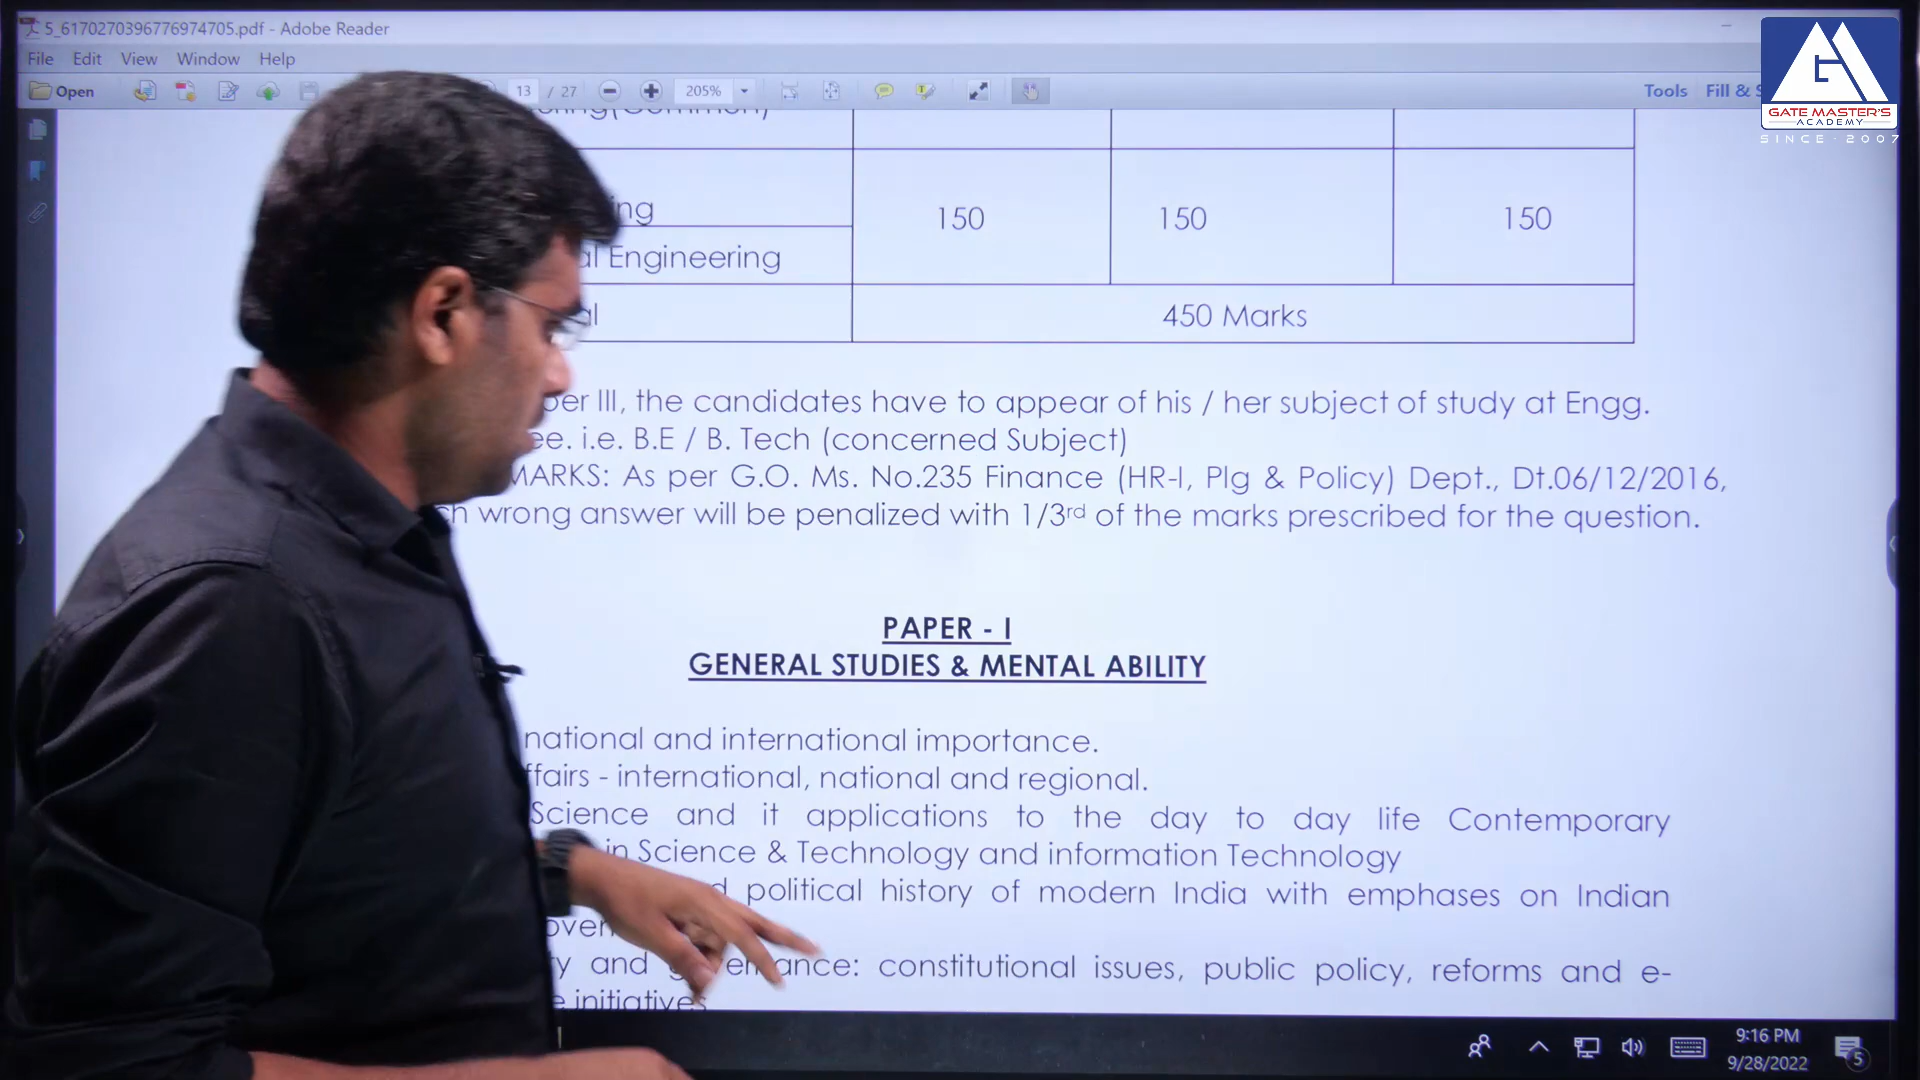 5_6170270396776974705.pdf - Adobe Reader
File Edit View Window Help
Open 13 / 27 205% Tools Fill &
GATE MASTER'S
ACADEMY
SINCE-2007
150 150 150
Engineering
450 Marks
III, the candidates have to appear of his / her subject of study at Engg.
i.e. B.E / B. Tech (concerned Subject)
MARKS: As per G.O. Ms. No.235 Finance (HR-I, Plg & Policy) Dept., Dt.06/12/2016,
wrong answer will be penalized with 1/3rd of the marks prescribed for the question.
PAPER - I
GENERAL STUDIES & MENTAL ABILITY
national and international importance.
- international, national and regional.
Science and it applications to the day to day life Contemporary
in Science & Technology and information Technology
political history of modern India with emphases on Indian
and governance: constitutional issues, public policy, reforms and e-
initiatives
9:16 PM
9/28/2022
5